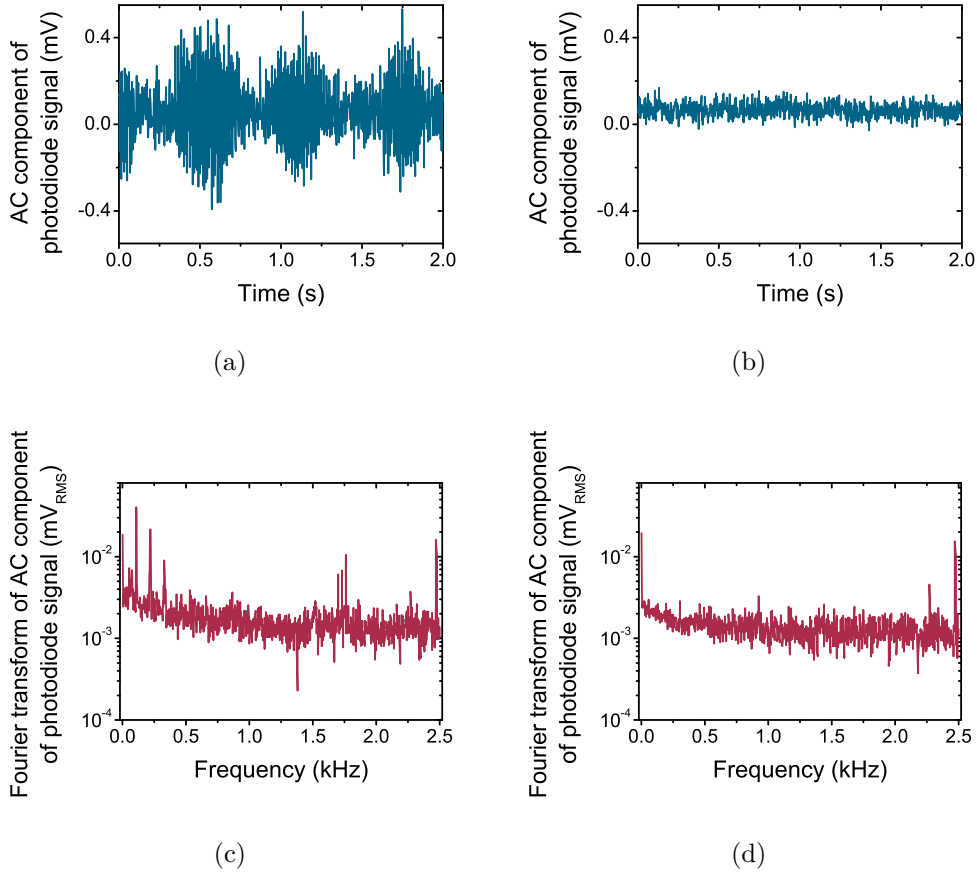 AC component of
photodiode signal (mV)
0.4
0.0
-0.4
0.0 0.5 1.0 1.5 2.0
Time (s)
(a)
AC component of
photodiode signal (mV)
0.4
0.0
-0.4
0.0 0.5 1.0 1.5 2.0
Time (s)
(b)
Fourier transform of AC component
of photodiode signal (mV_RMS)
10^-2
10^-3
10^-4
0.0 0.5 1.0 1.5 2.0 2.5
Frequency (kHz)
(c)
Fourier transform of AC component
of photodiode signal (mV_RMS)
10^-2
10^-3
10^-4
0.0 0.5 1.0 1.5 2.0 2.5
Frequency (kHz)
(d)